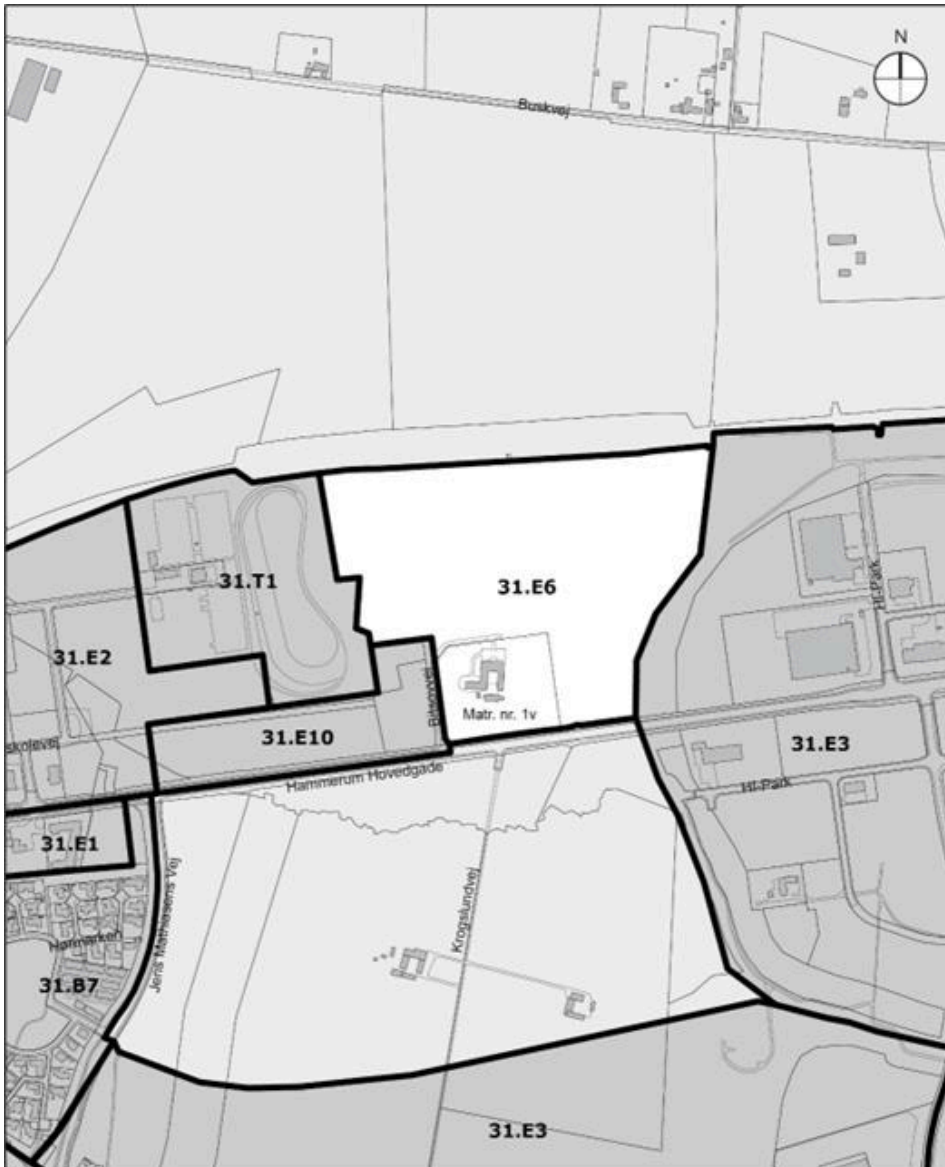 N
Buskvej
31.T1
31.E6
HI-Park
31.E2
Matr. nr. 1v
31.E10
31.E3
Hammerum Hovedgade
HI-Park
31.E1
Jens Mathiasens Vej
Krogslundvej
31.B7
31.E3